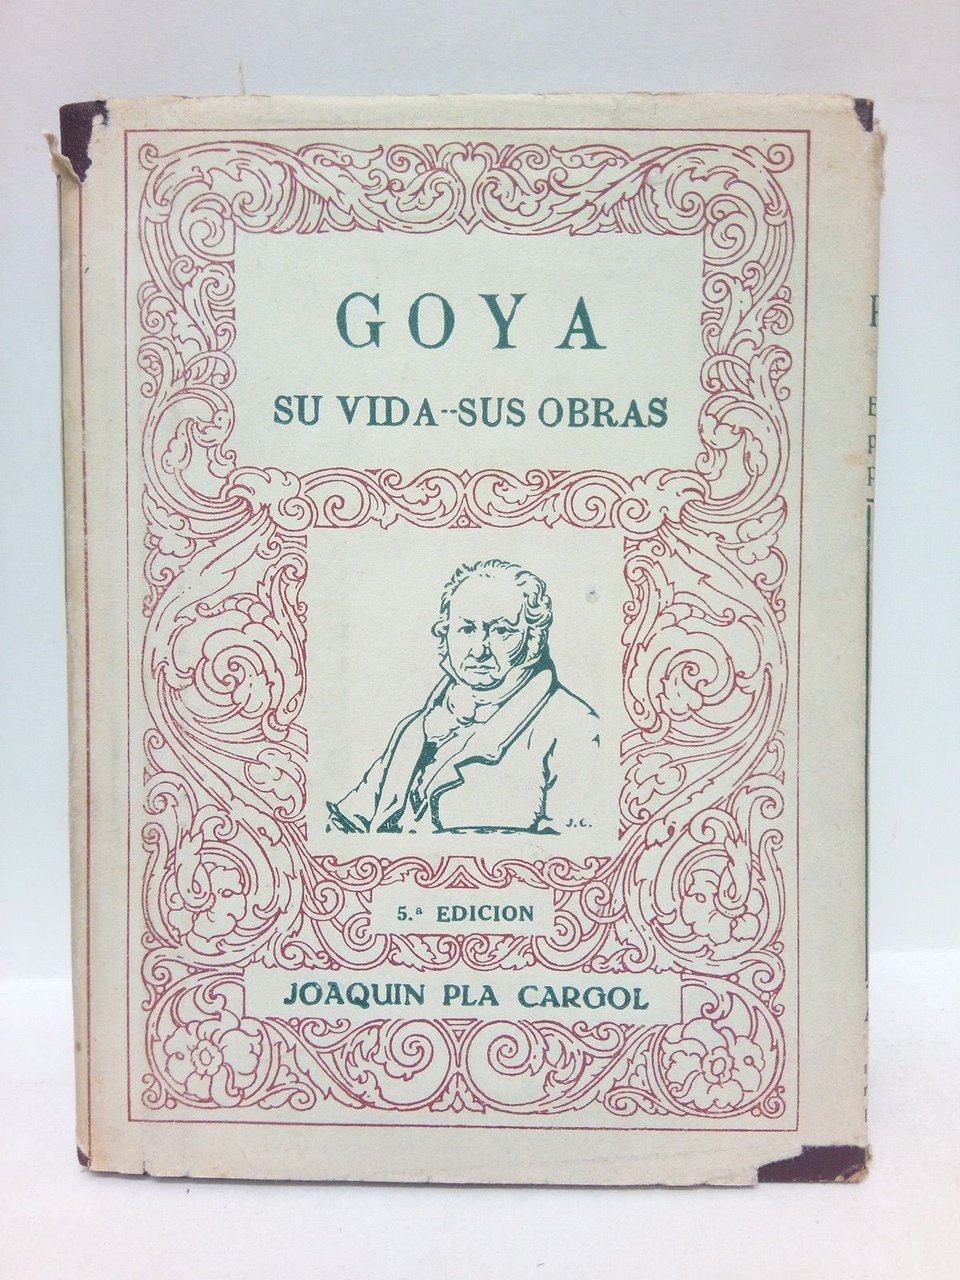 GOYA
SU VIDA--SUS OBRAS
J.C.
5.ª EDICION
JOAQUIN PLA CARGOL